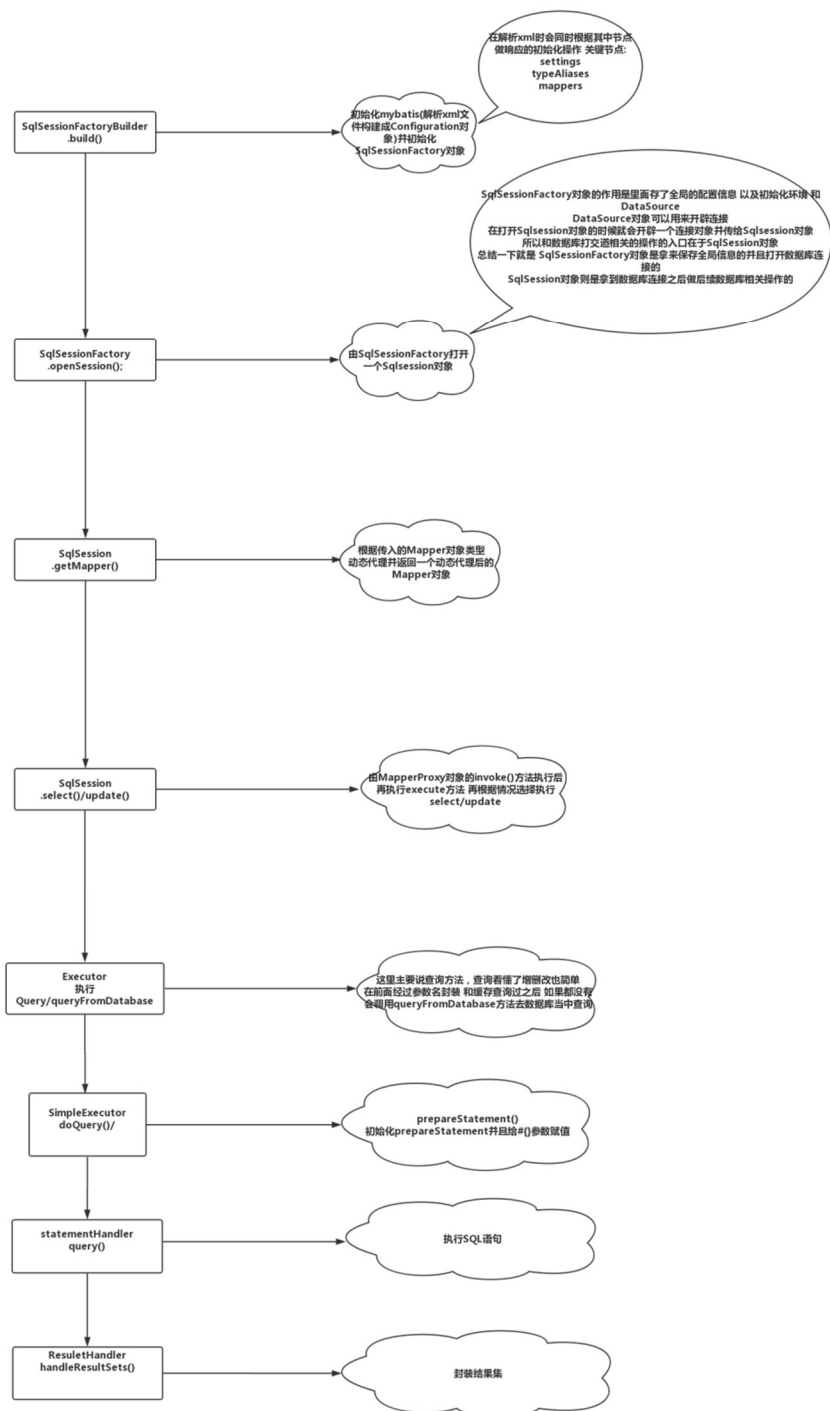 在解析xml时会同时根据其中节点
做响应的初始化操作 关键节点:
settings
typeAliases
mappers
SqlSessionFactoryBuilder
.build()
初始化mybatis(解析xml文
件构建成Configuration对
象)并初始化
SqlSessionFactory对象
SqlSessionFactory对象的作用是里面存了全局的配置信息 以及初始化环境 和
DataSource
DataSource对象可以用来开辟连接
在打开Sqlsession对象的时候就会开辟一个连接对象并传给Sqlsession对象
所以和数据库打交道相关的操作的入口在于SqlSession对象
总结一下就是 SqlSessionFactory对象是拿来保存全局信息的并且打开数据库连
接的
SqlSession对象则是拿到数据库连接之后做后续数据库相关操作的
SqlSessionFactory
.openSession();
由SqlSessionFactory打开
一个Sqlsession对象
SqlSession
.getMapper()
根据传入的Mapper对象类型
动态代理并返回一个动态代理后的
Mapper对象
SqlSession
.select()/update()
由MapperProxy对象的invoke()方法执行后
再执行execute方法 再根据情况选择执行
select/update
Executor
执行
Query/queryFromDatabase
这里主要说查询方法，查询看懂了增删改也简单
在前面经过参数名封装 和缓存查询过之后 如果都没有
会调用queryFromDatabase方法去数据库当中查询
SimpleExecutor
doQuery()/
prepareStatement()
初始化prepareStatement并且给#{}参数赋值
statementHandler
query()
执行SQL语句
ResuletHandler
handleResultSets()
封装结果集